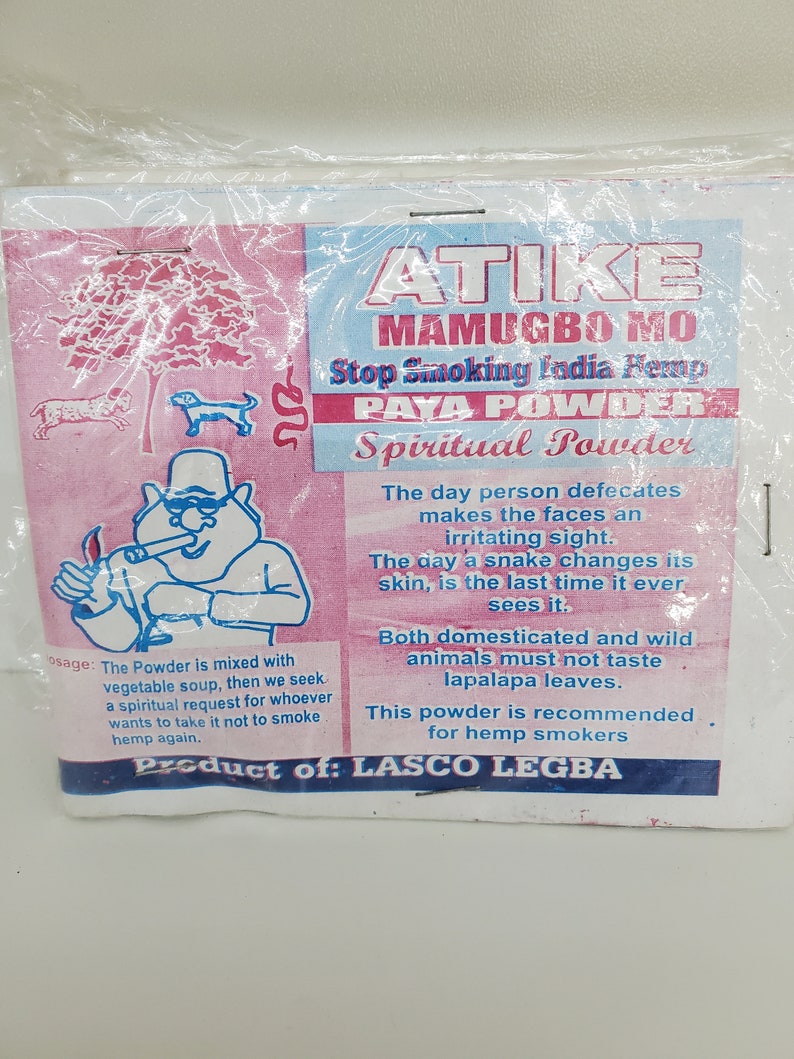 ATIKE
MAMUGBO MO
Stop Smoking India Hemp
PAYA POWDER
Spiritual Powder
The day person defecates
makes the faces an
irritating sight.
The day a snake changes its
skin, is the last time it ever
sees it.
Both domesticated and wild
animals must not taste
lapalapa leaves.
This powder is recommended
for hemp smokers
osage: The Powder is mixed with
vegetable soup, then we seek
a spiritual request for whoever
wants to take it not to smoke
hemp again.
Product of: LASCO LEGBA